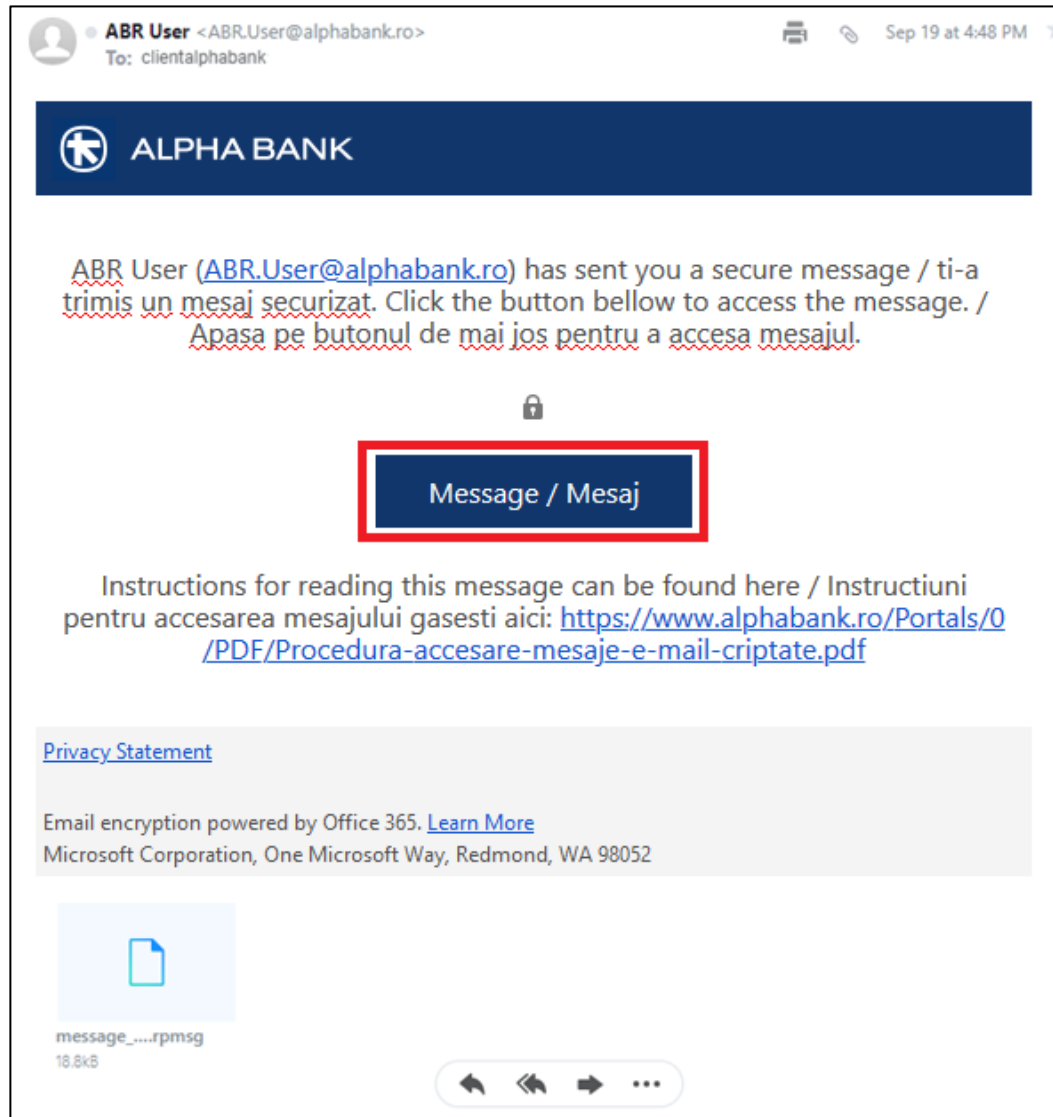 ABR User <ABR.User@alphabank.ro>
Sep 19 at 4:48 PM
To: clientalphabank
ALPHA BANK
ABR User (ABR.User@alphabank.ro) has sent you a secure message / ti-a
trimis un mesaj securizat. Click the button bellow to access the message. /
Apasa pe butonul de mai jos pentru a accesa mesajul.
Message / Mesaj
Instructions for reading this message can be found here / Instructiuni
pentru accesarea mesajului gasesti aici: https://www.alphabank.ro/Portals/0
/PDF/Procedura-accesare-mesaje-e-mail-criptate.pdf
Privacy Statement
Email encryption powered by Office 365. Learn More
Microsoft Corporation, One Microsoft Way, Redmond, WA 98052
message_....rpmsg
18.8kB